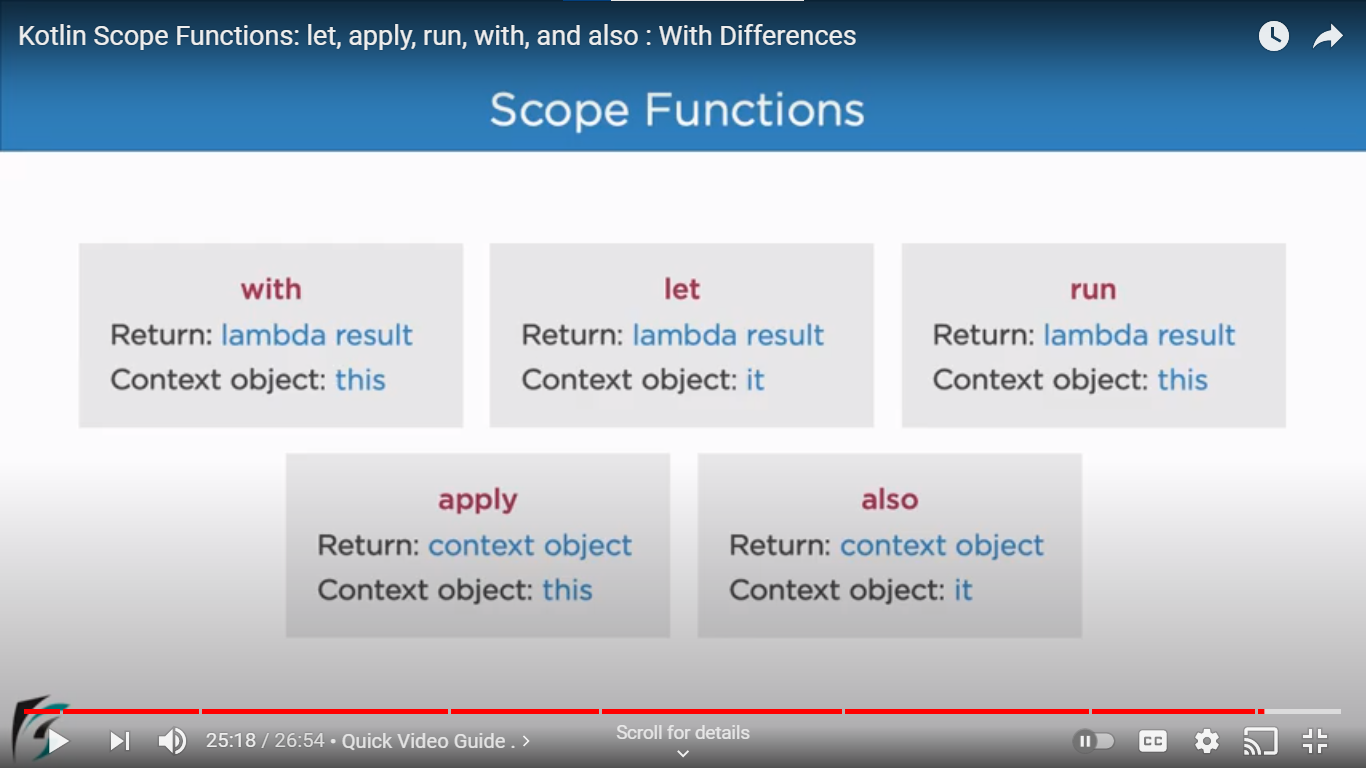 Kotlin Scope Functions: let, apply, run, with, and also : With Differences
Scope Functions
with
Return: lambda result
Context object: this
let
Return: lambda result
Context object: it
run
Return: lambda result
Context object: this
apply
Return: context object
Context object: this
also
Return: context object
Context object: it
Scroll for details
25:18 / 26:54 • Quick Video Guide . >
CC